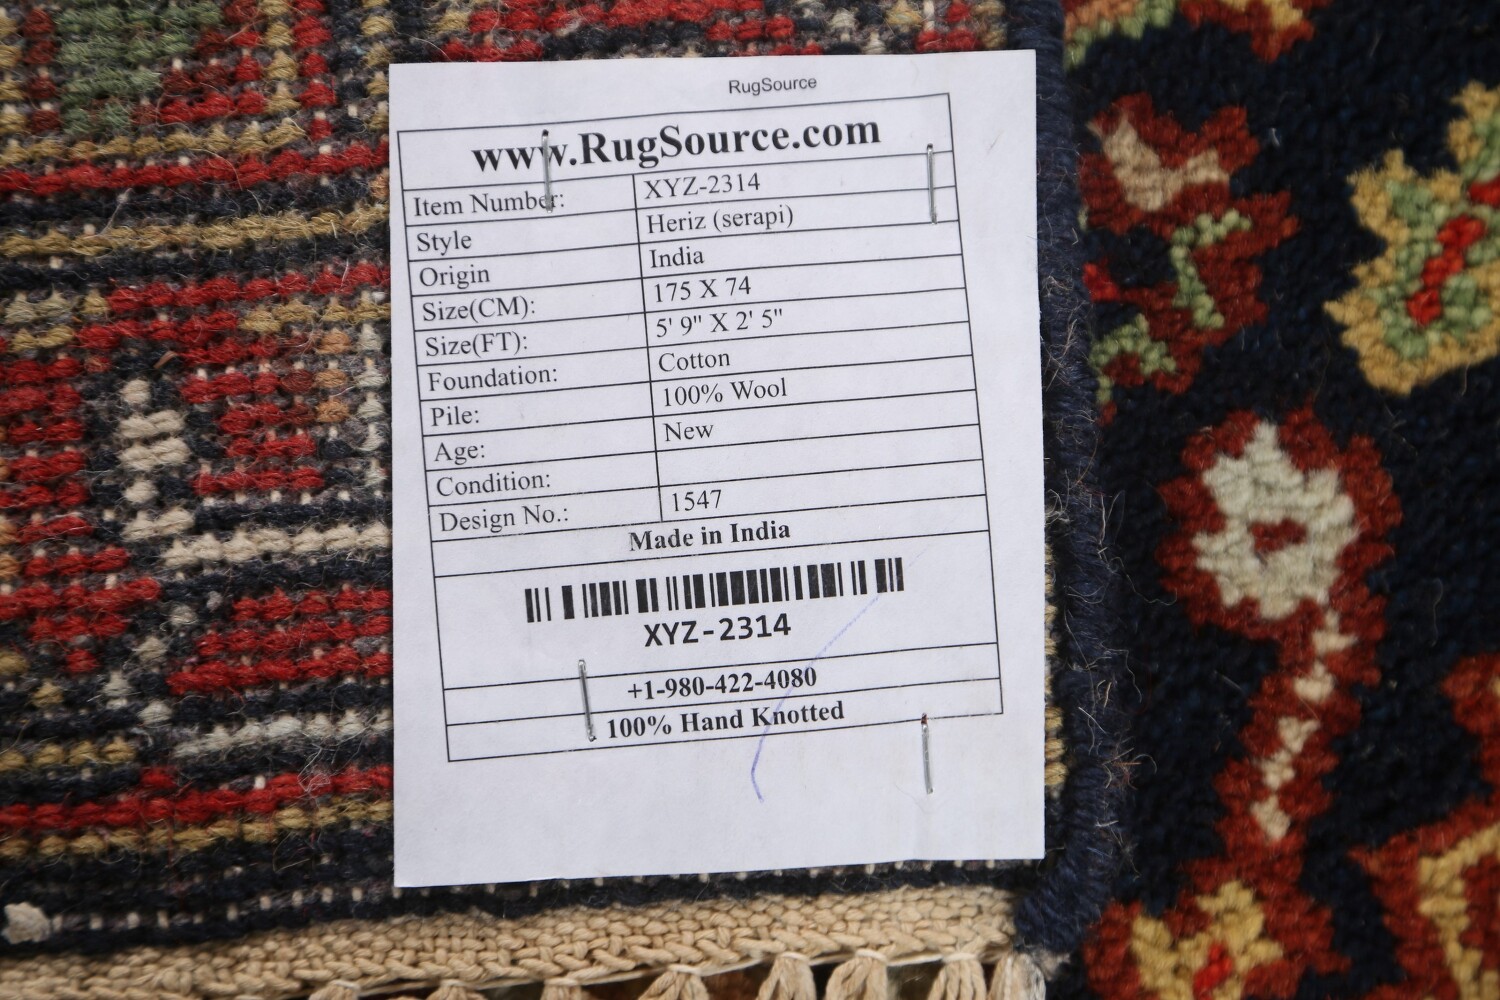 RugSource
www.RugSource.com
Item Number: XYZ-2314
Style Heriz (serapi)
Origin India
Size(CM): 175 X 74
Size(FT): 5' 9" X 2' 5"
Foundation: Cotton
Pile: 100% Wool
Age: New
Condition:
Design No.: 1547
Made in India
XYZ-2314
+1-980-422-4080
100% Hand Knotted